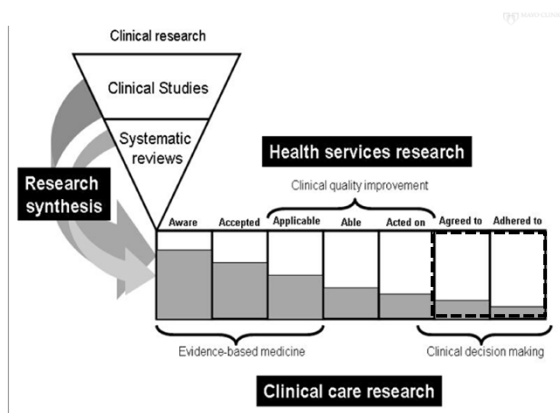 Clinical research
Clinical Studies
Systematic
reviews
Research
synthesis
Health services research
Clinical quality improvement
Aware Accepted Applicable Able Acted on Agreed to Adhered to
Evidence-based medicine
Clinical decision making
Clinical care research